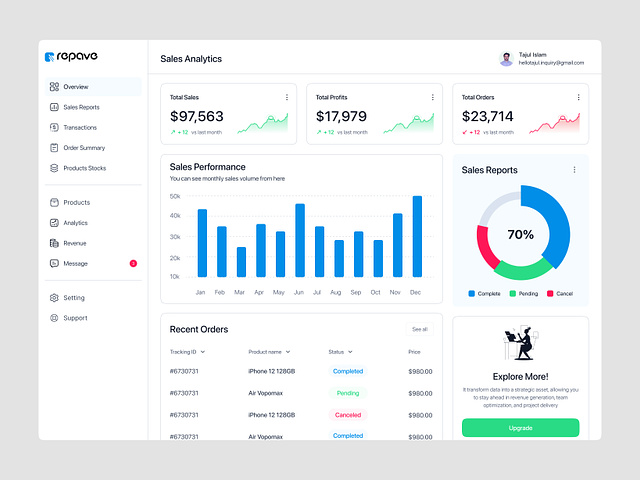 repave
Sales Analytics
Tajul Islam
hellotajul.inquiry@gmail.com
Overview
Sales Reports
Transactions
Order Summary
Products Stocks
Products
Analytics
Revenue
Message
Setting
Support
Total Sales
$97,563
+ 12 vs last month
Total Profits
$17,979
+ 12 vs last month
Total Orders
$23,714
+ 12 vs last month
Sales Performance
You can see monthly sales volume from here
50k
40k
30k
20k
10k
Jan Feb Mar Apr May Jun Jul Aug Sep Oct Nov Dec
Sales Reports
70%
Complete Pending Cancel
Recent Orders See all
Tracking ID Product name Status Price
#6730731 iPhone 12 128GB Completed $980.00
#6730731 Air Vopomax Pending $980.00
#6730731 iPhone 12 128GB Canceled $980.00
#6730731 Air Vopomax Completed $980.00
Explore More!
It transform data into a strategic asset, allowing you
to stay ahead in revenue generation, team
optimization, and project delivery.
Upgrade